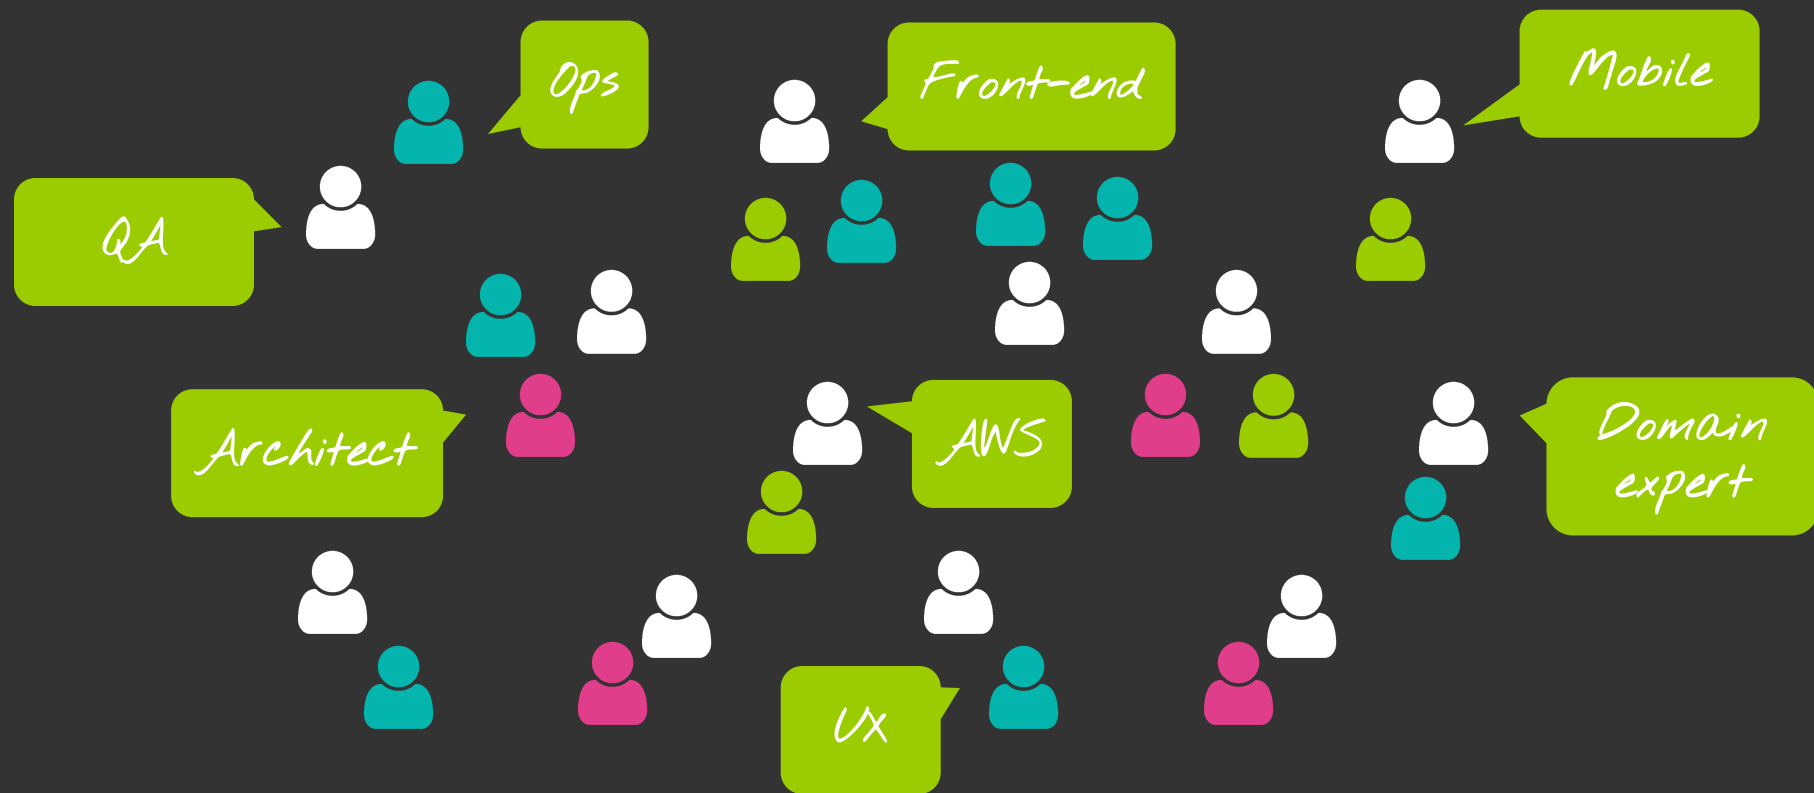 Ops
Front-end
Mobile
QA
Architect
AWS
Domain
expert
UX